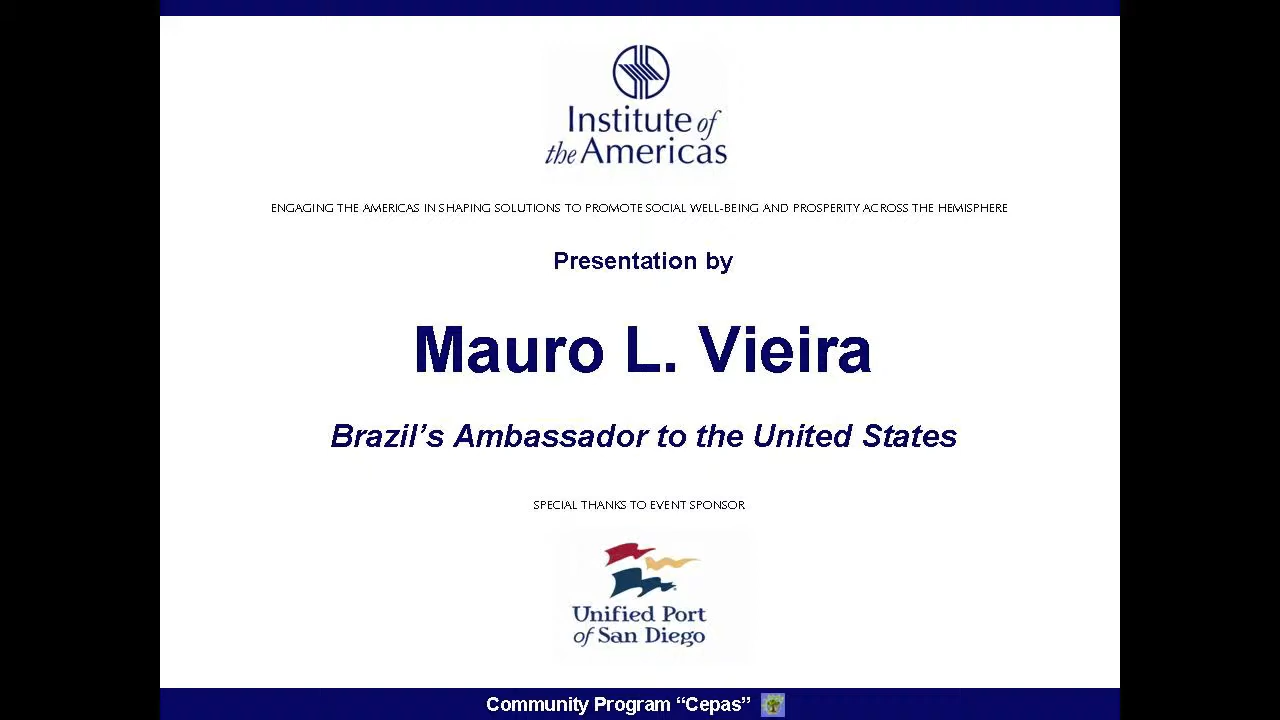 Institute of
the Americas
ENGAGING THE AMERICAS IN SHAPING SOLUTIONS TO PROMOTE SOCIAL WELL-BEING AND PROSPERITY ACROSS THE HEMISPHERE
Presentation by
Mauro L. Vieira
Brazil’s Ambassador to the United States
SPECIAL THANKS TO EVENT SPONSOR
Unified Port
of San Diego
Community Program “Cepas”